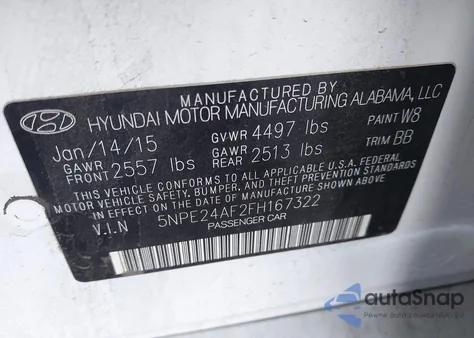 MANUFACTURED BY
HYUNDAI MOTOR MANUFACTURING ALABAMA, LLC
Jan/14/15 GVWR 4497 lbs PAINT W8
GAWR FRONT 2557 lbs GAWR REAR 2513 lbs TRIM BB
THIS VEHICLE CONFORMS TO ALL APPLICABLE U.S.A. FEDERAL
MOTOR VEHICLE SAFETY, BUMPER, AND THEFT PREVENTION STANDARDS
IN EFFECT ON THE DATE OF MANUFACTURE SHOWN ABOVE.
V.I.N 5NPE24AF2FH167322
PASSENGER CAR
autoSnap
Pewne auto z